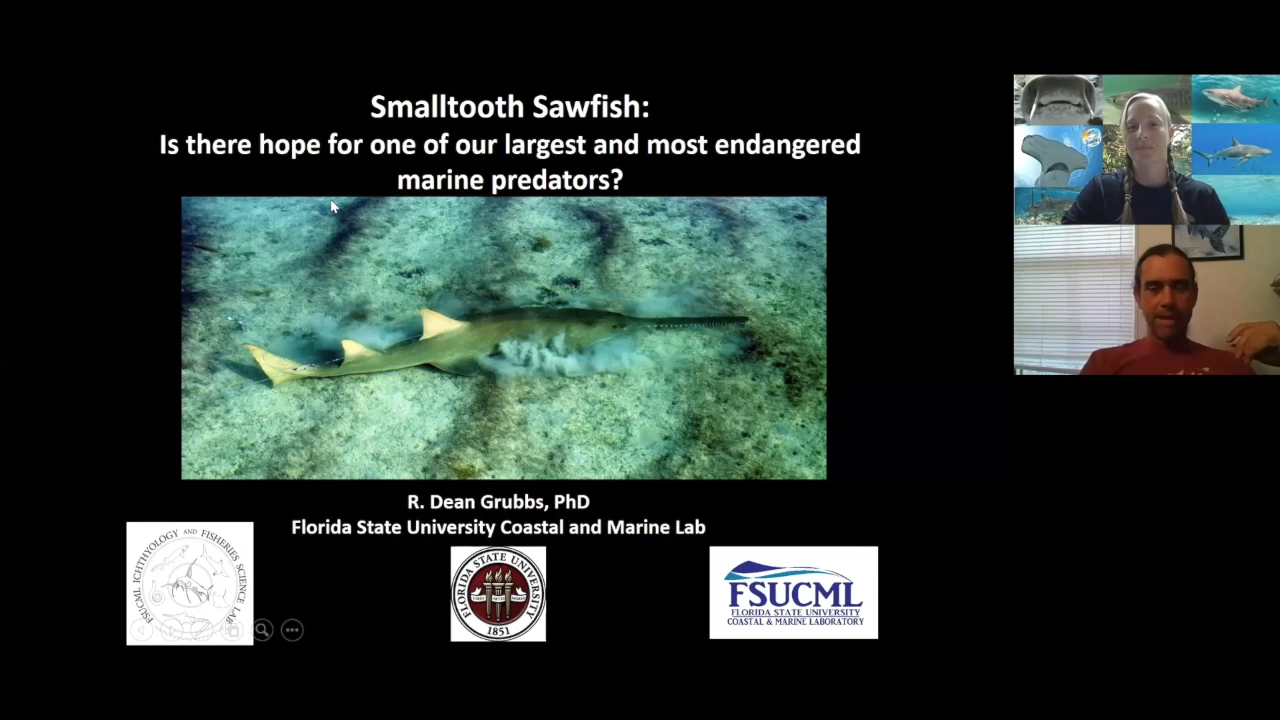 Smalltooth Sawfish:
Is there hope for one of our largest and most endangered
marine predators?
R. Dean Grubbs, PhD
Florida State University Coastal and Marine Lab
FSUCML ICHTHYOLOGY AND FISHERIES SCIENCE LAB
FLORIDA STATE UNIVERSITY
1851
FSUCML
FLORIDA STATE UNIVERSITY
COASTAL & MARINE LABORATORY